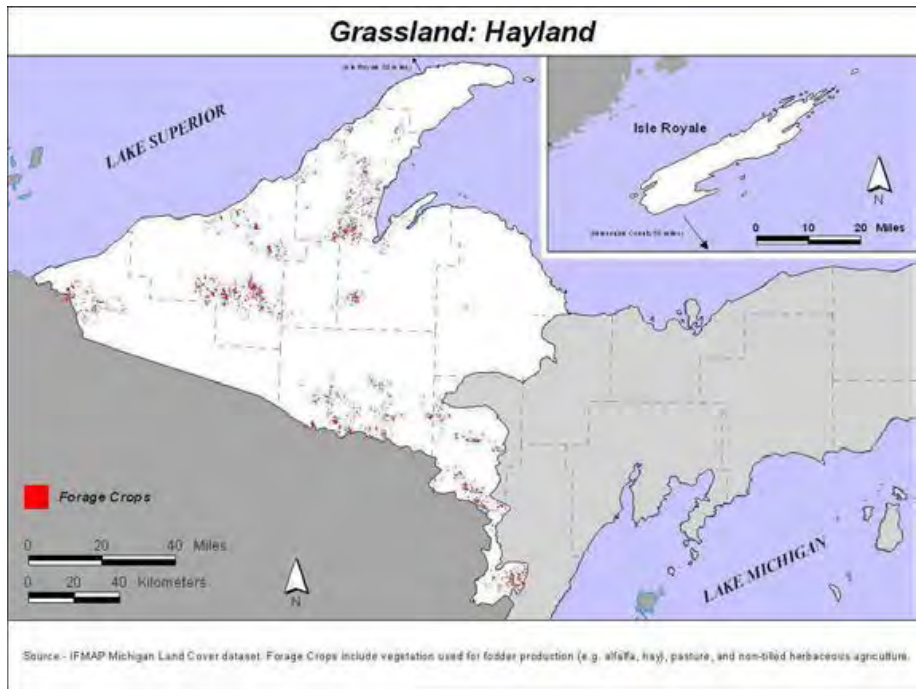 Grassland: Hayland
LAKE SUPERIOR
Isle Royale
N
0 10 20 Miles
Forage Crops
0 20 40 Miles
0 20 40 Kilometers
N
LAKE MICHIGAN
Source - IFMAP Michigan Land Cover dataset. Forage Crops include vegetation used for fodder production (e.g. alfalfa, hay), pasture, and non-tilled herbaceous agriculture.